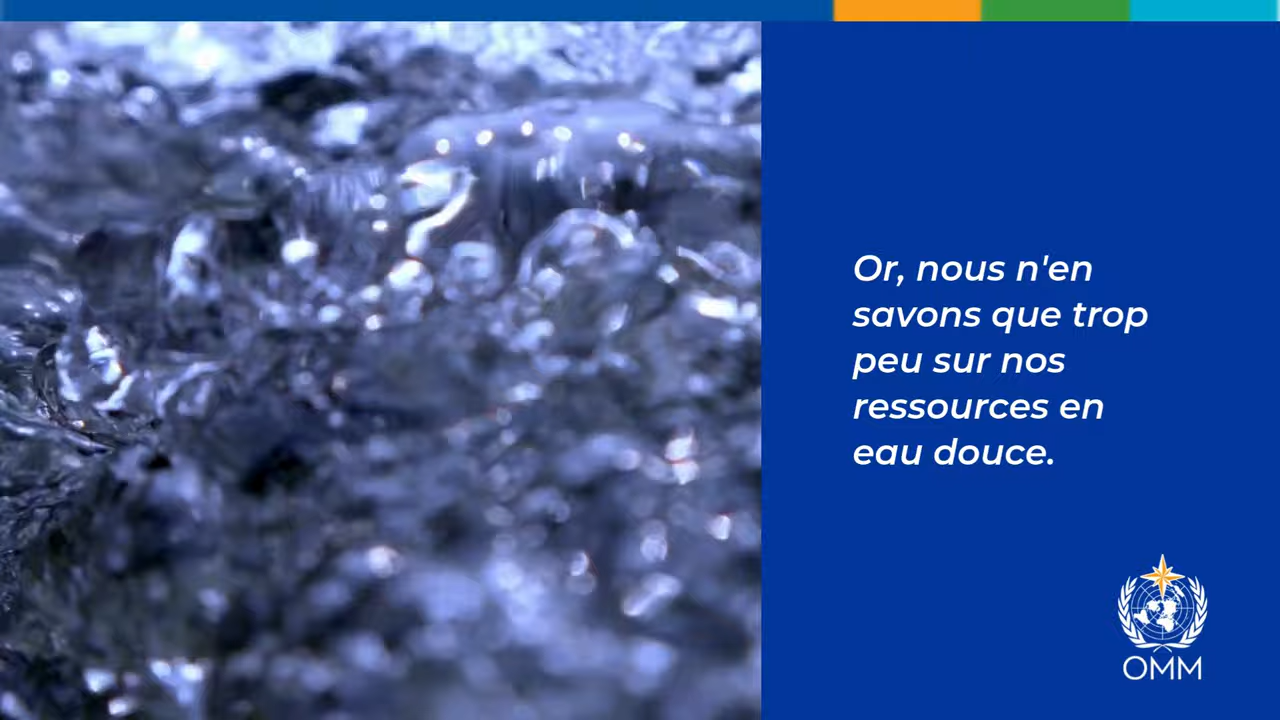 Or, nous n'en
savons que trop
peu sur nos
ressources en
eau douce.
OMM